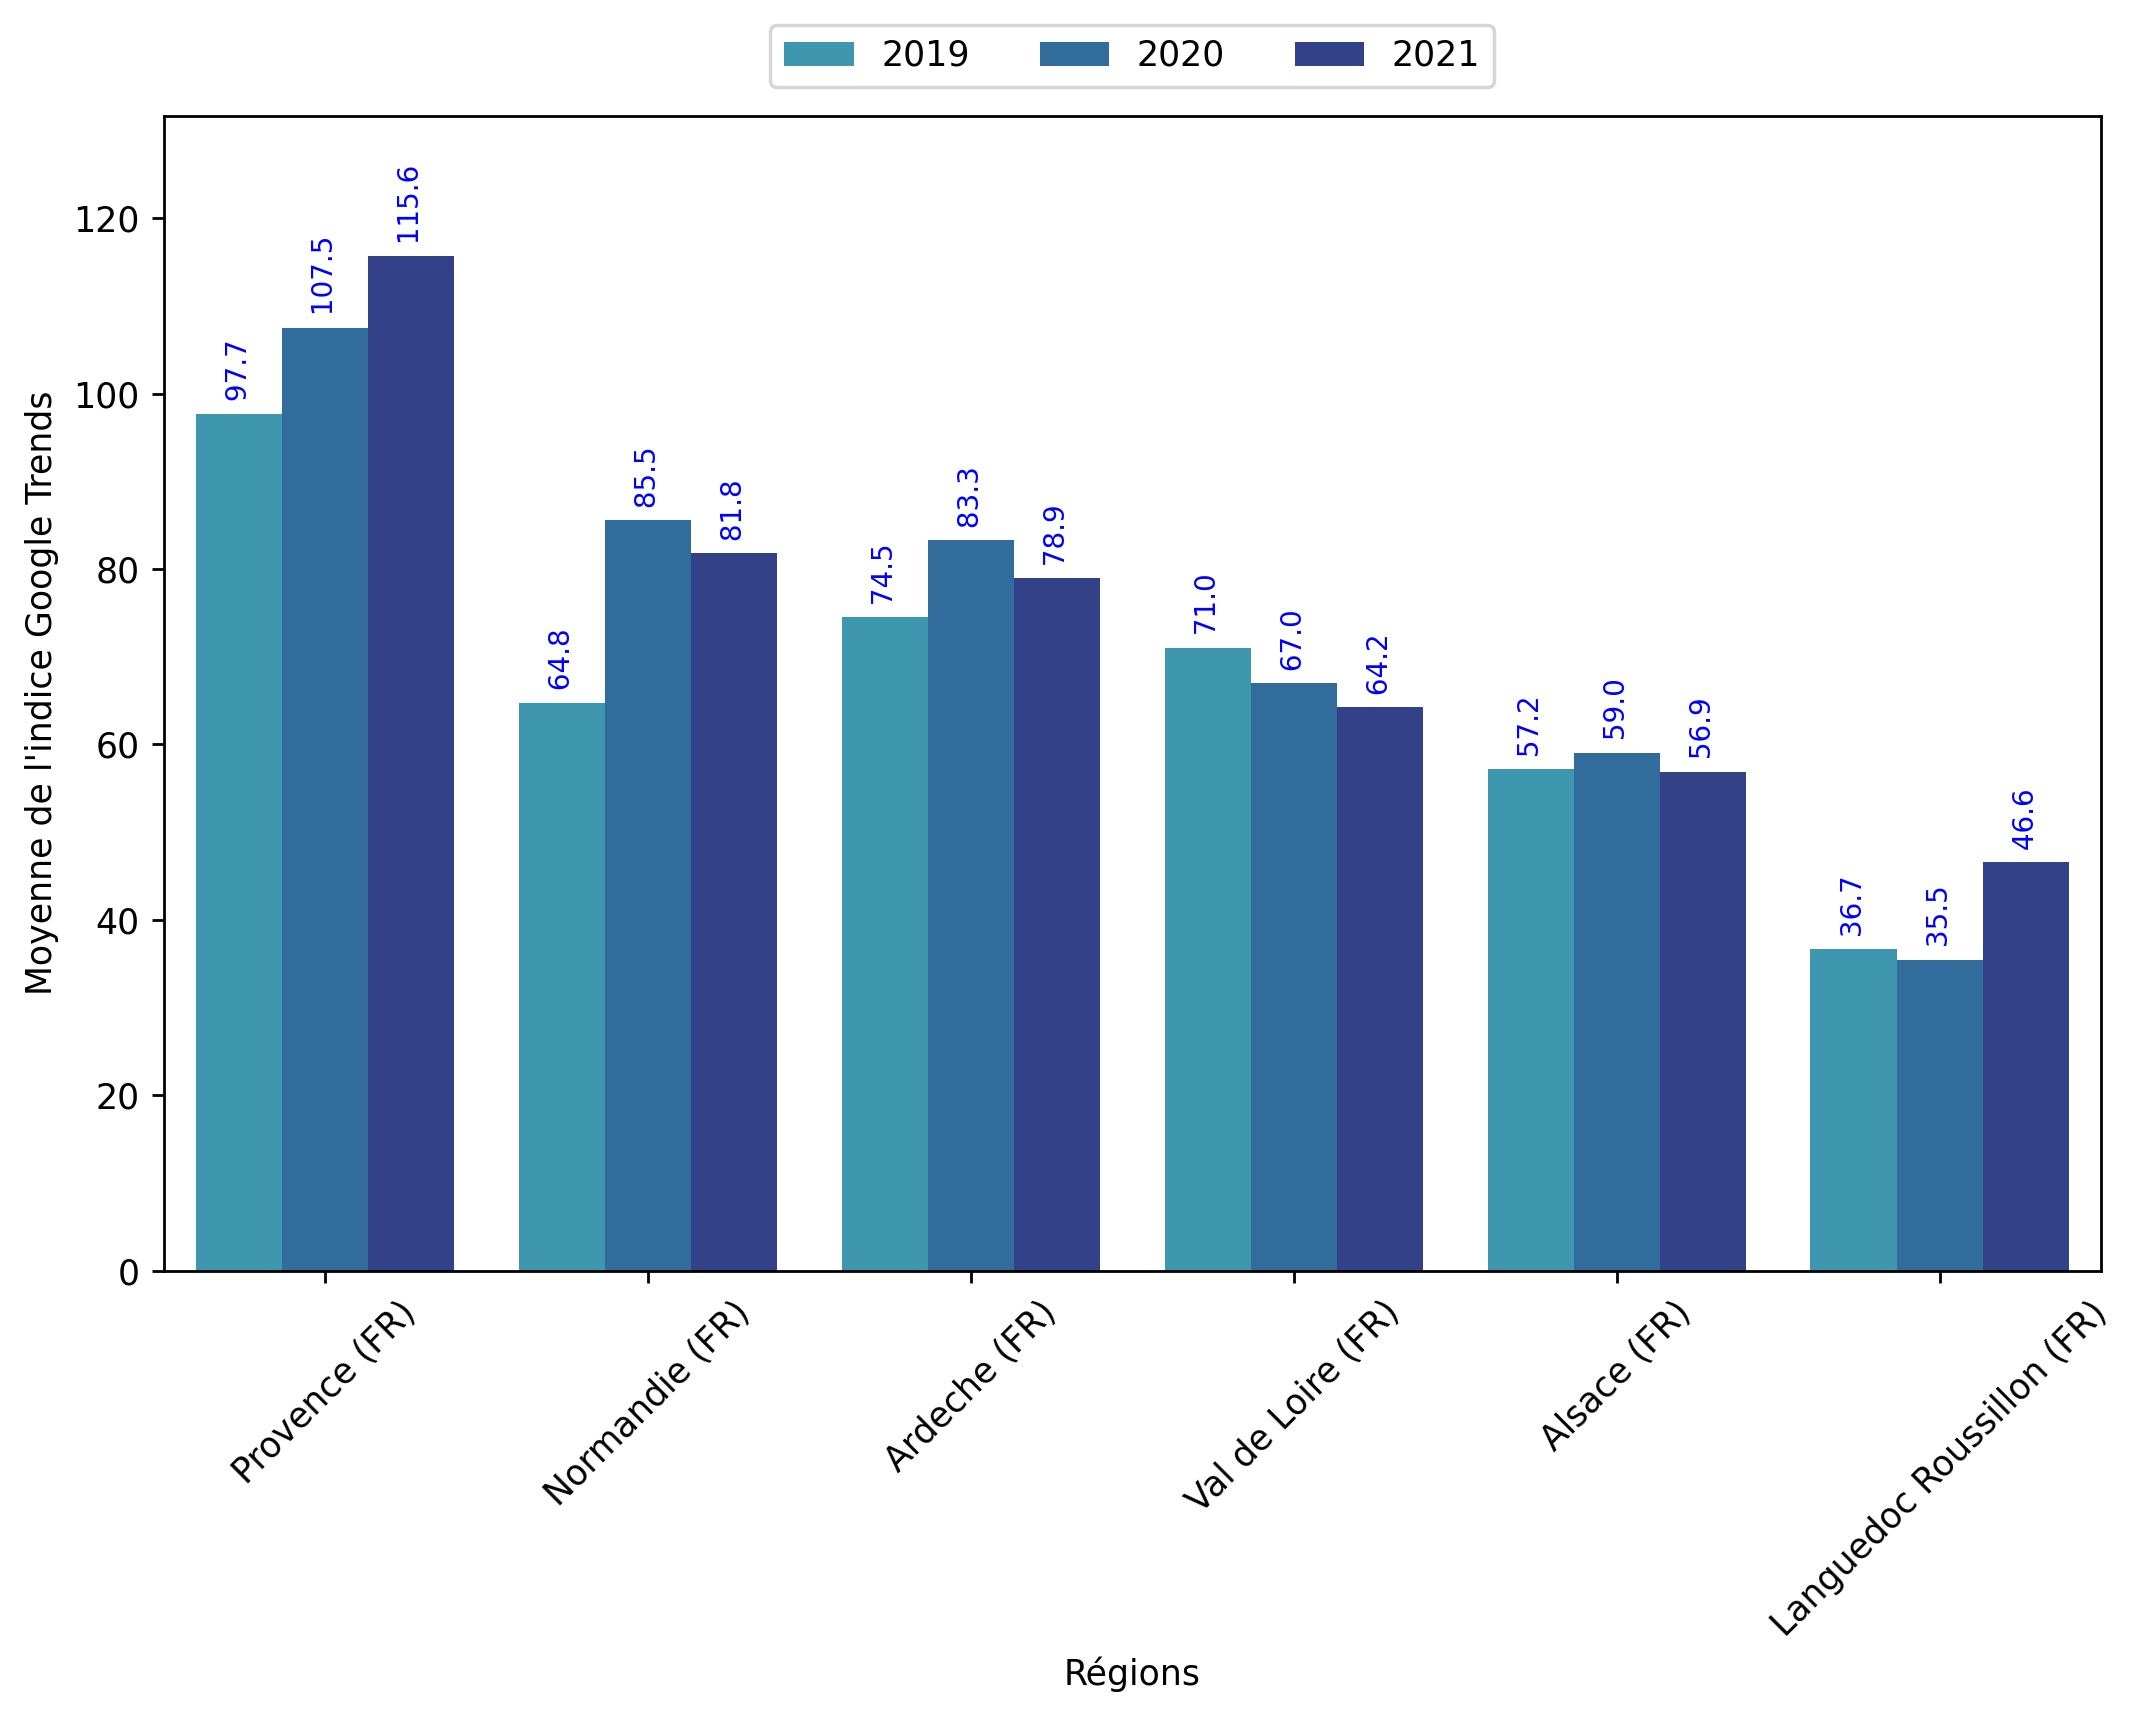 2019 2020 2021
Moyenne de l'indice Google Trends
120
100
80
60
40
20
0
97.7 107.5 115.6
64.8 85.5 81.8
74.5 83.3 78.9
71.0 67.0 64.2
57.2 59.0 56.9
36.7 35.5 46.6
Provence (FR)
Normandie (FR)
Ardeche (FR)
Val de Loire (FR)
Alsace (FR)
Languedoc Roussillon (FR)
Régions